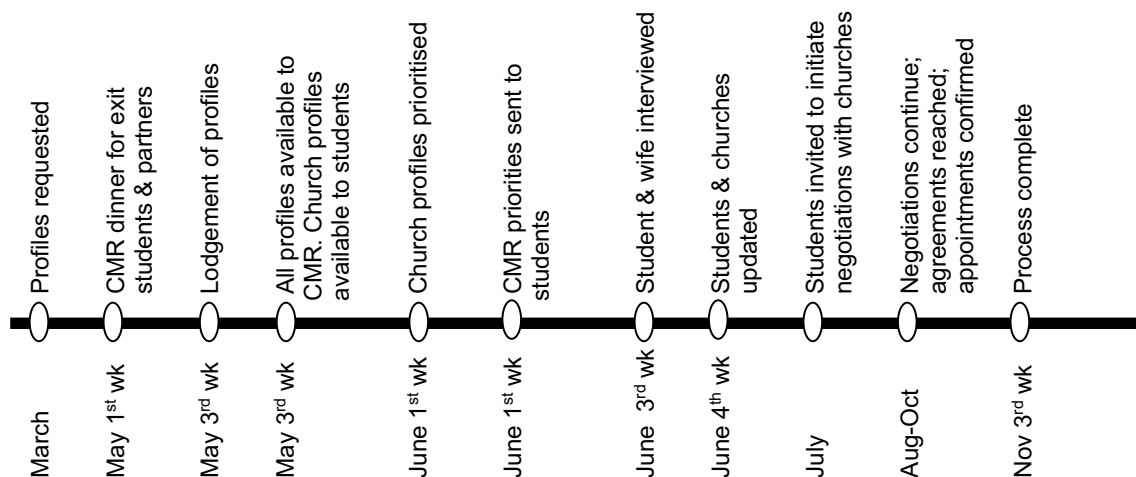 March
Profiles requested
May 1st wk
CMR dinner for exit
students & partners
May 3rd wk
Lodgement of profiles
May 3rd wk
All profiles available to
CMR. Church profiles
available to students
June 1st wk
Church profiles prioritised
June 1st wk
CMR priorities sent to
students
June 3rd wk
Student & wife interviewed
June 4th wk
Students & churches
updated
July
Students invited to initiate
negotiations with churches
Aug-Oct
Negotiations continue;
agreements reached;
appointments confirmed
Nov 3rd wk
Process complete